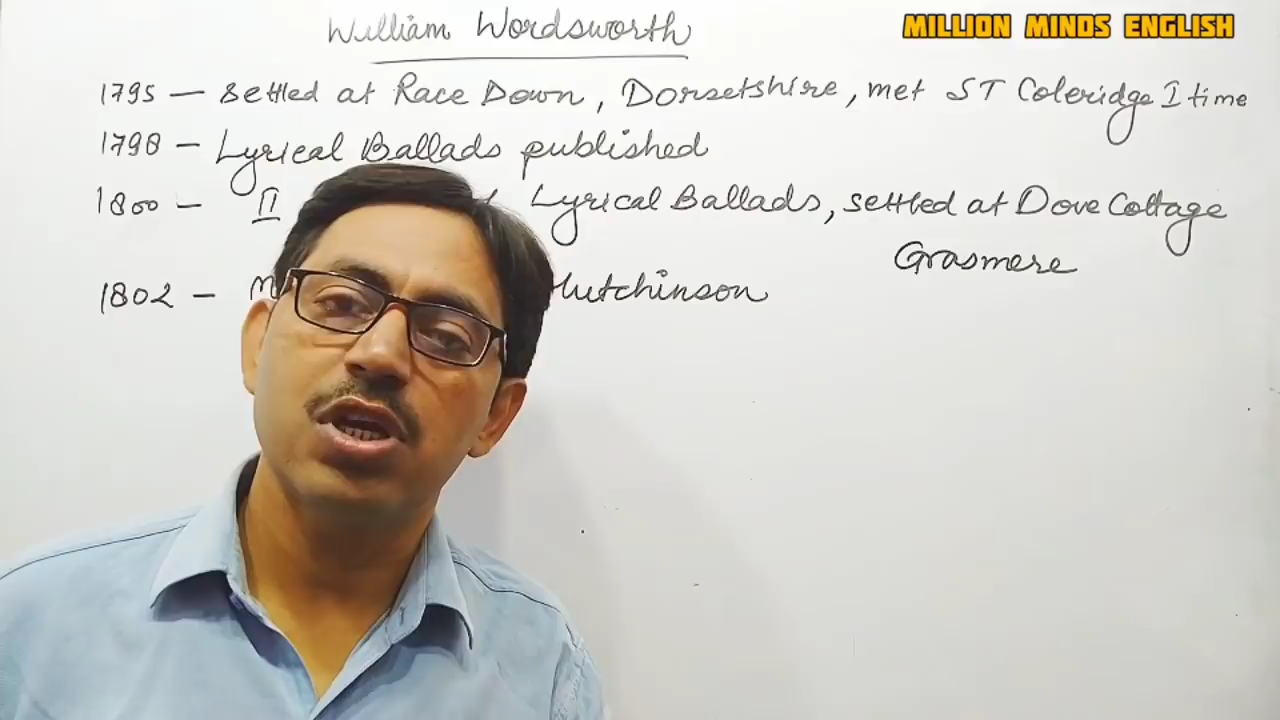 William Wordsworth
MILLION MINDS ENGLISH
1795 — Settled at Race Down, Dorsetshire, met ST Coleridge I time
1798 — Lyrical Ballads published
1800 — II Lyrical Ballads, settled at Dove Cottage
Grasmere
1802 — Hutchinson